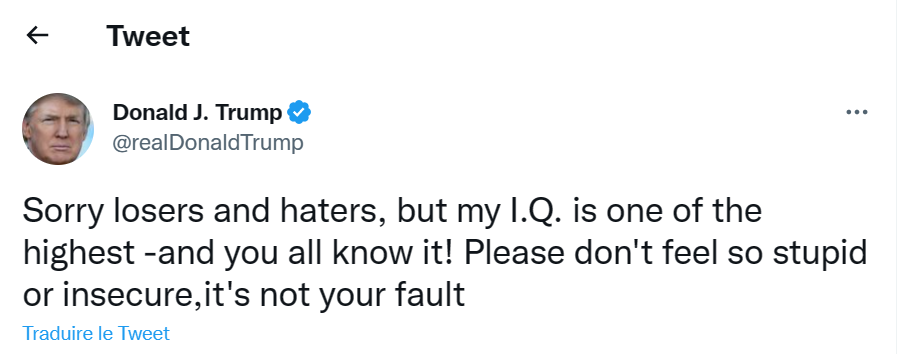 Tweet
Donald J. Trump
@realDonaldTrump
Sorry losers and haters, but my I.Q. is one of the
highest -and you all know it! Please don't feel so stupid
or insecure,it's not your fault
Traduire le Tweet